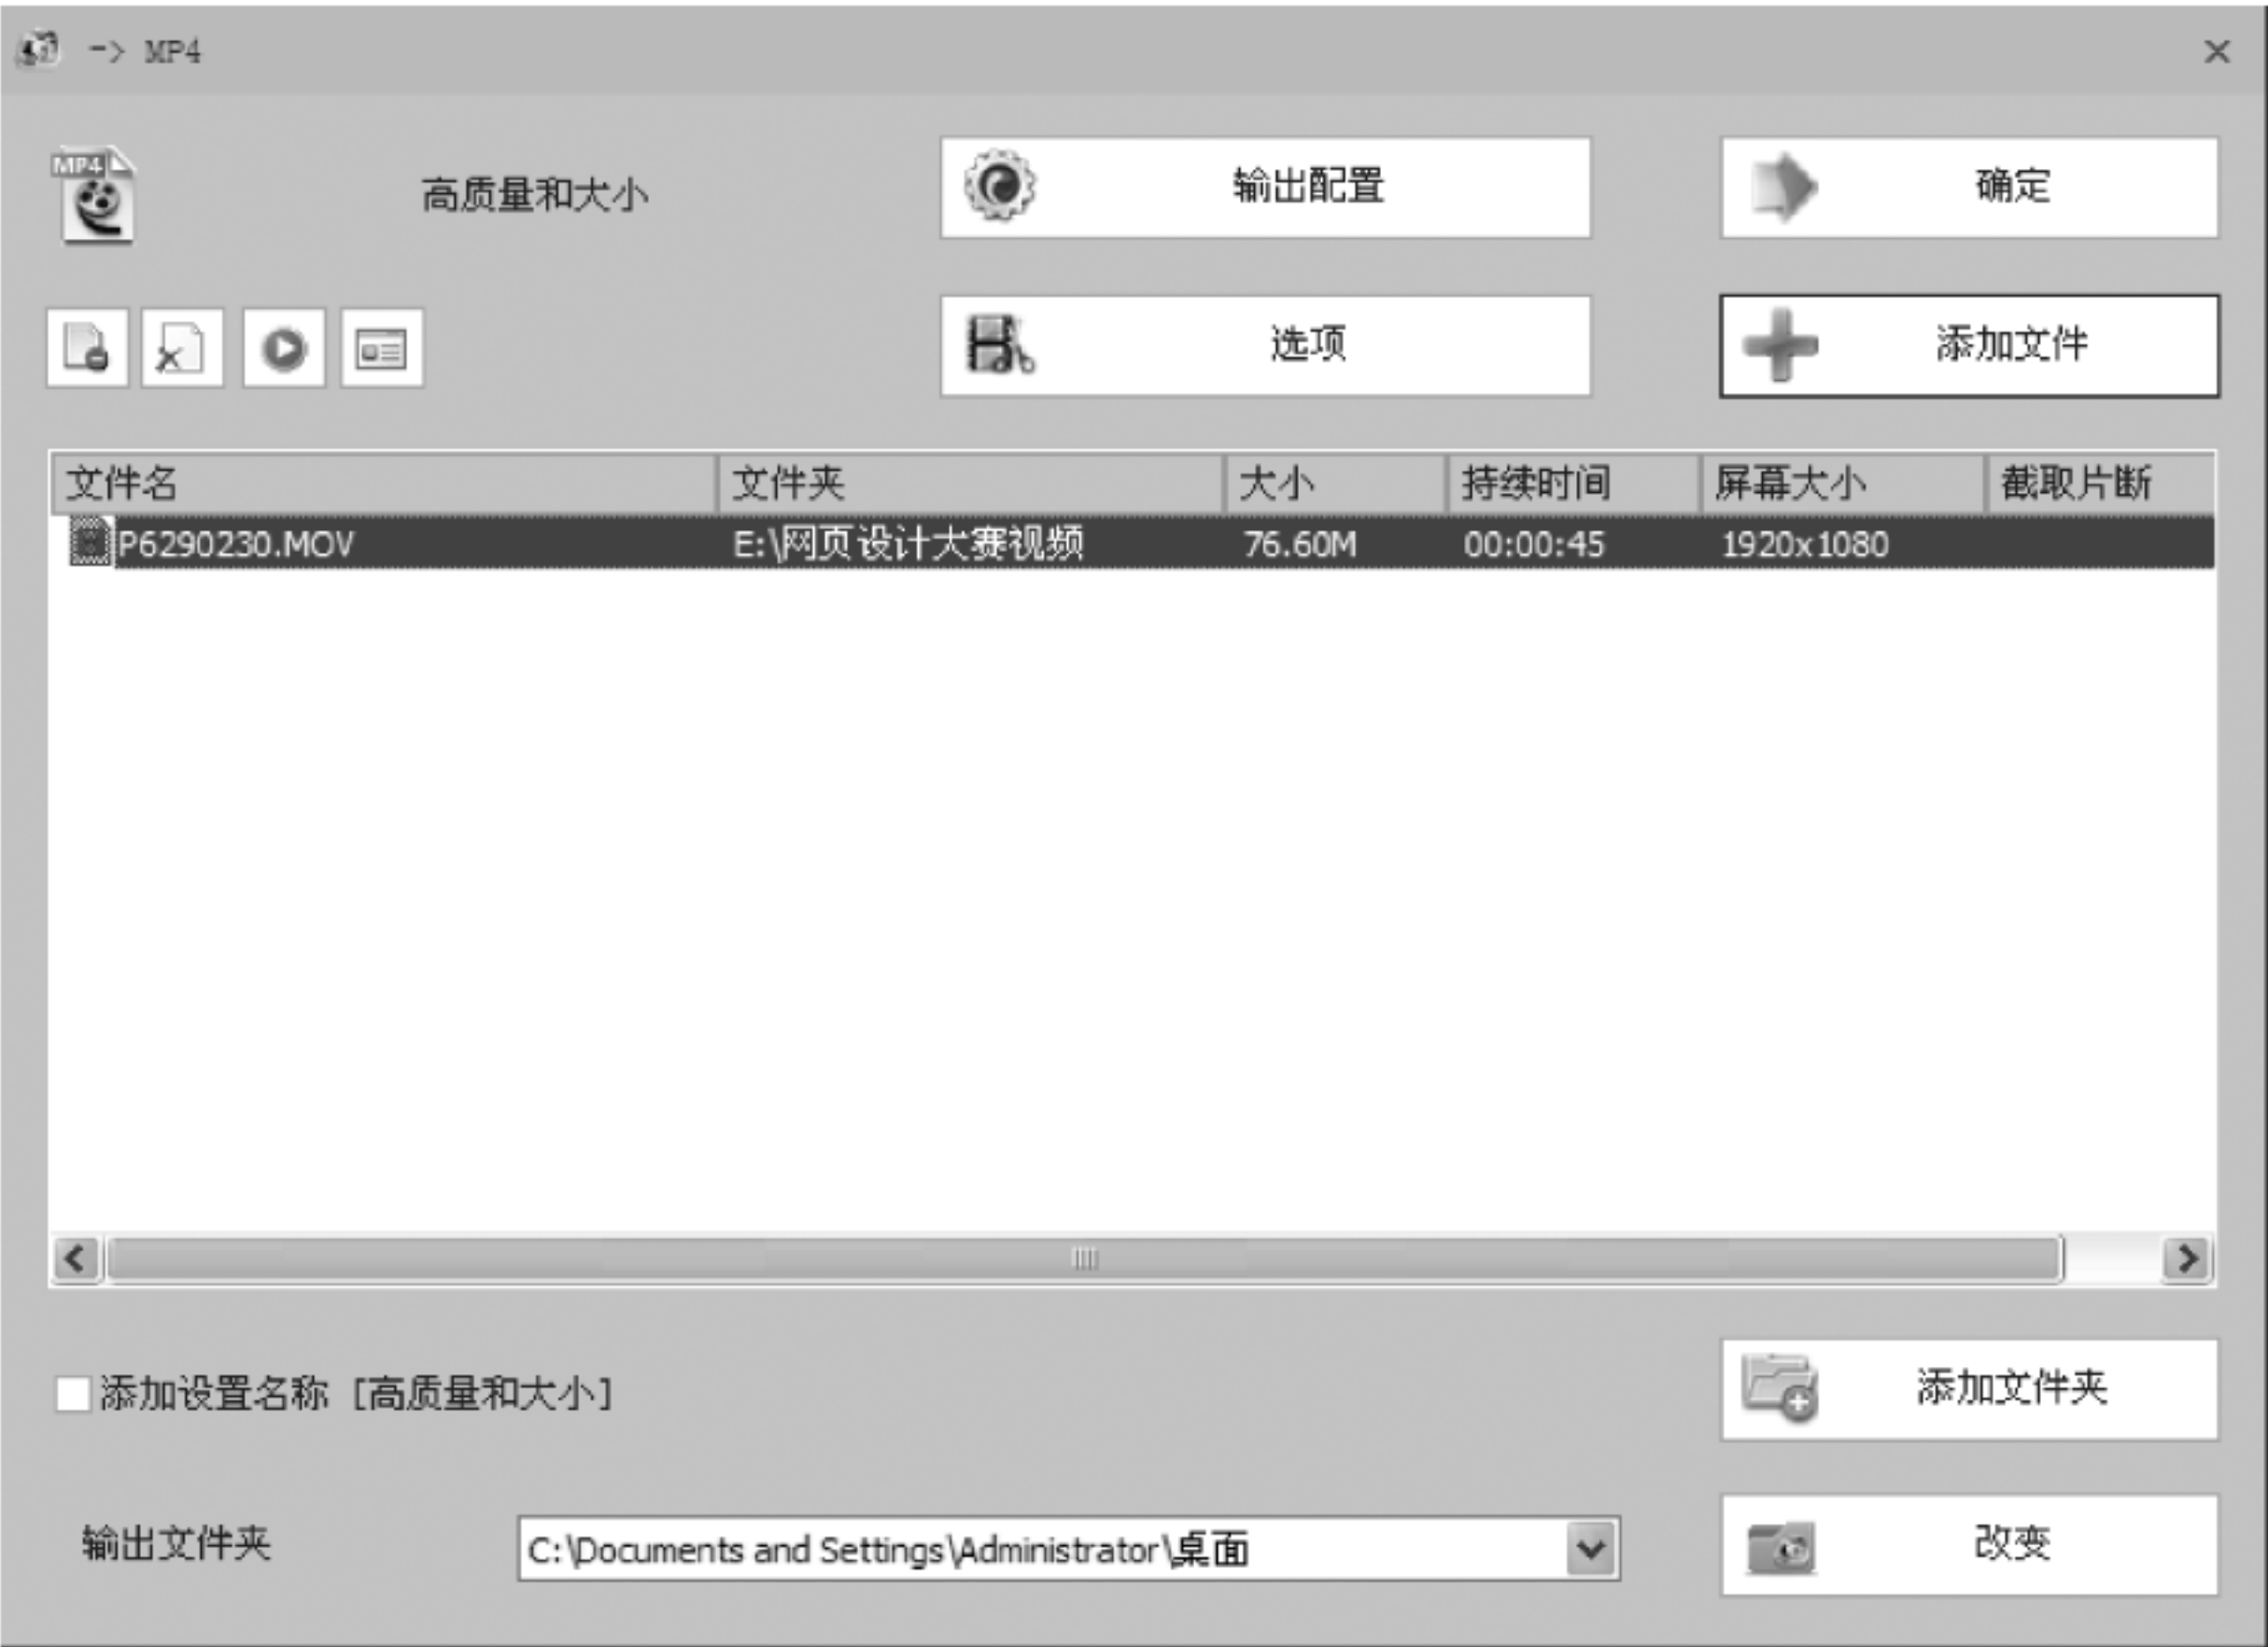 -> MP4
MP4
高质量和大小
输出配置
确定
选项
添加文件
文件名 文件夹 大小 持续时间 屏幕大小 截取片断
P6290230.MOV E:\网页设计大赛视频 76.60M 00:00:45 1920x1080
添加设置名称 [高质量和大小]
添加文件夹
输出文件夹 C:\Documents and Settings\Administrator\桌面
改变